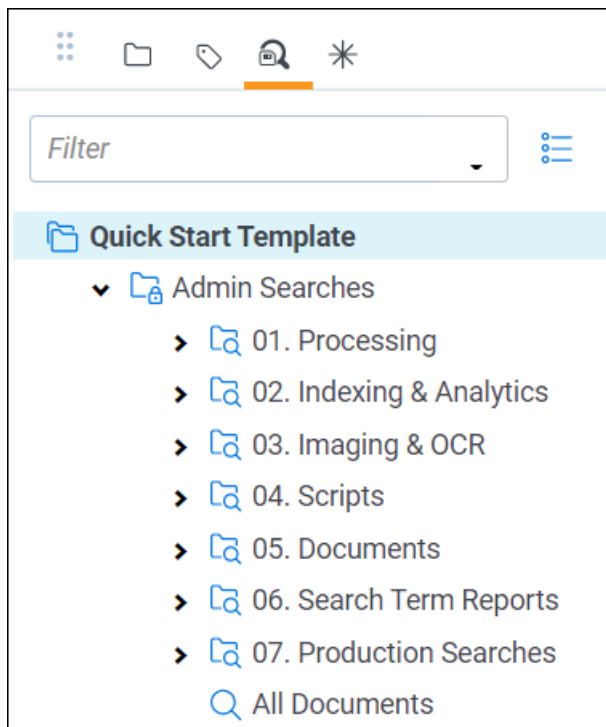 Filter
Quick Start Template
Admin Searches
01. Processing
02. Indexing & Analytics
03. Imaging & OCR
04. Scripts
05. Documents
06. Search Term Reports
07. Production Searches
All Documents